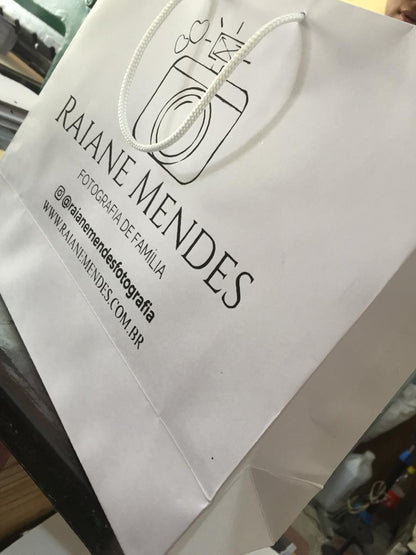 RAIANE MENDES
FOTOGRAFIA DE FAMÍLIA
@raianemendesfotografia
WWW.RAIANEMENDES.COM.BR